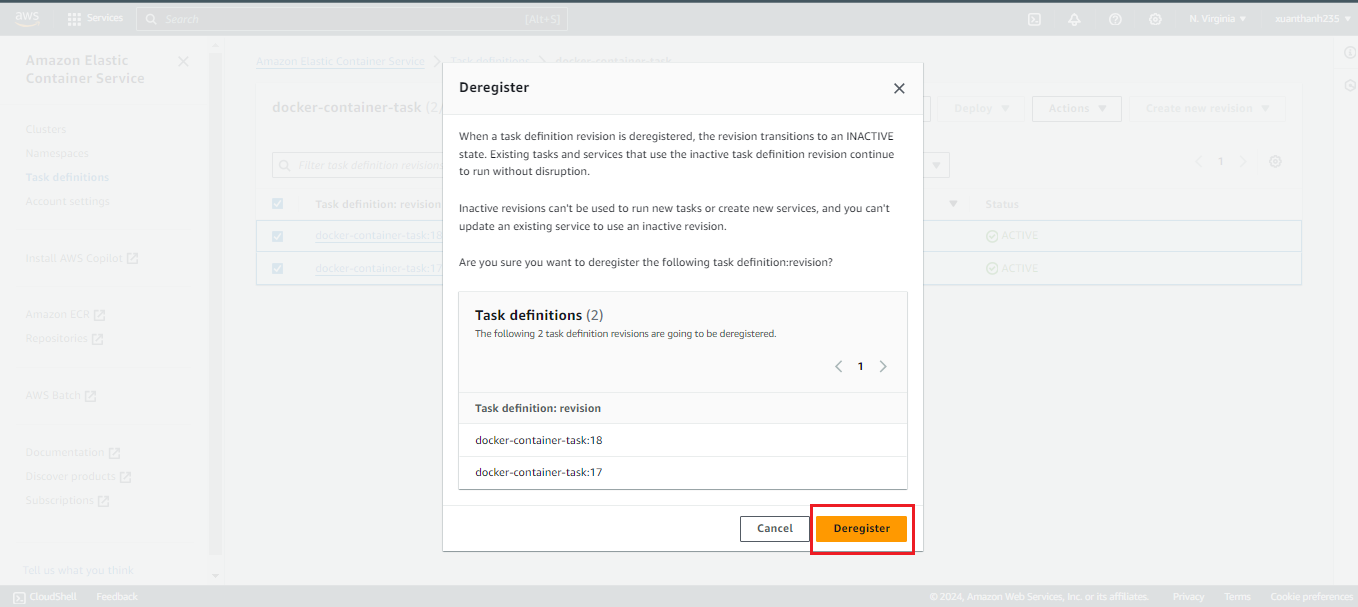 aws
Services
Search
[Alt+S]
N. Virginia
xuanthanh235
Amazon Elastic
Container Service
Clusters
Namespaces
Task definitions
Account settings
Install AWS Copilot
Amazon ECR
Repositories
AWS Batch
Documentation
Discover products
Subscriptions
Tell us what you think
Amazon Elastic Container Service
Task definitions
docker-container-task
docker-container-task (2/
Deploy
Actions
Create new revision
Filter task definition revisions
1
Task definition: revision
Status
docker-container-task:18
ACTIVE
docker-container-task:17
ACTIVE
Deregister
When a task definition revision is deregistered, the revision transitions to an INACTIVE
state. Existing tasks and services that use the inactive task definition revision continue
to run without disruption.
Inactive revisions can't be used to run new tasks or create new services, and you can't
update an existing service to use an inactive revision.
Are you sure you want to deregister the following task definition:revision?
Task definitions (2)
The following 2 task definition revisions are going to be deregistered.
1
Task definition: revision
docker-container-task:18
docker-container-task:17
Cancel
Deregister
CloudShell
Feedback
© 2024, Amazon Web Services, Inc. or its affiliates.
Privacy
Terms
Cookie preferences